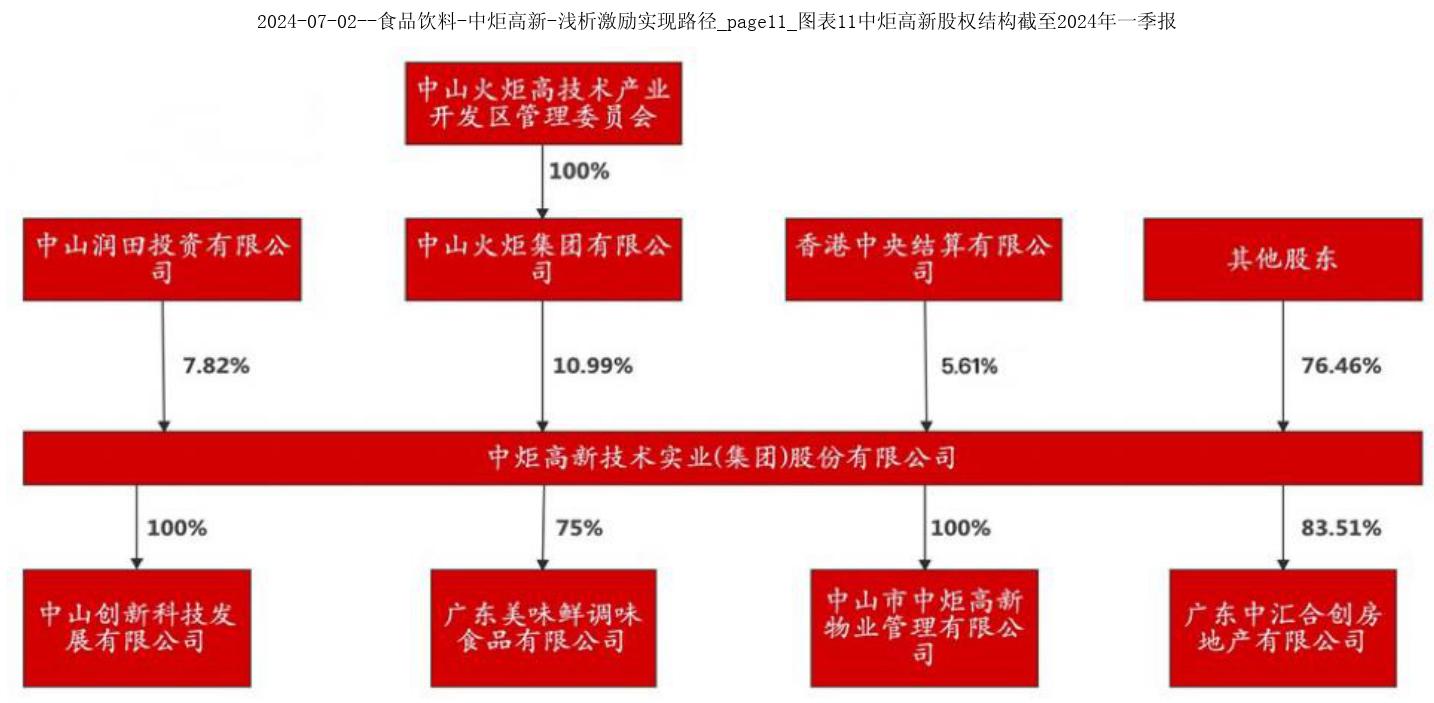 2024-07-02--食品饮料-中炬高新-浅析激励实现路径_page11_图表11中炬高新股权结构截至2024年一季报
中山火炬高技术产业
开发区管理委员会
100%
中山润田投资有限公
司
中山火炬集团有限公
司
香港中央结算有限公
司
其他股东
7.82%
10.99%
5.61%
76.46%
中炬高新技术实业(集团)股份有限公司
100%
75%
100%
83.51%
中山创新科技发
展有限公司
广东美味鲜调味
食品有限公司
中山市中炬高新
物业管理有限公
司
广东中汇合创房
地产有限公司